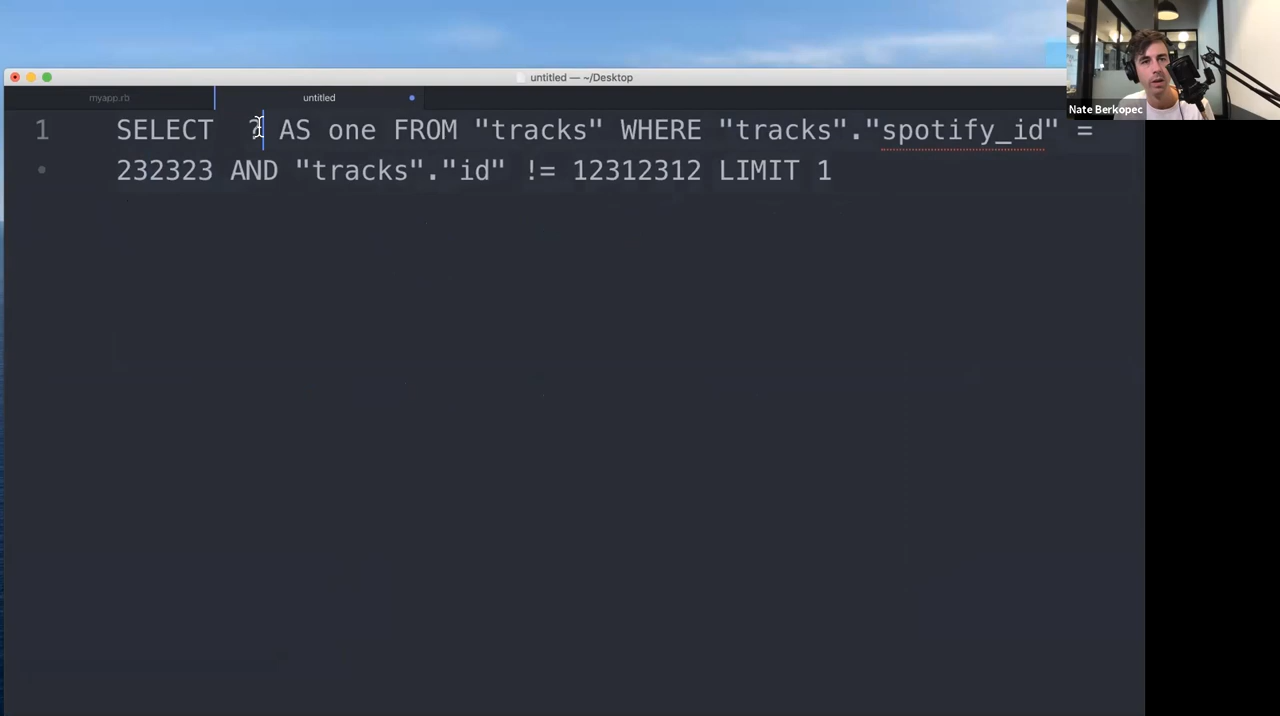 untitled — ~/Desktop
myapp.rb
untitled
Nate Berkopec
1 SELECT ? AS one FROM "tracks" WHERE "tracks"."spotify_id" =
232323 AND "tracks"."id" != 12312312 LIMIT 1